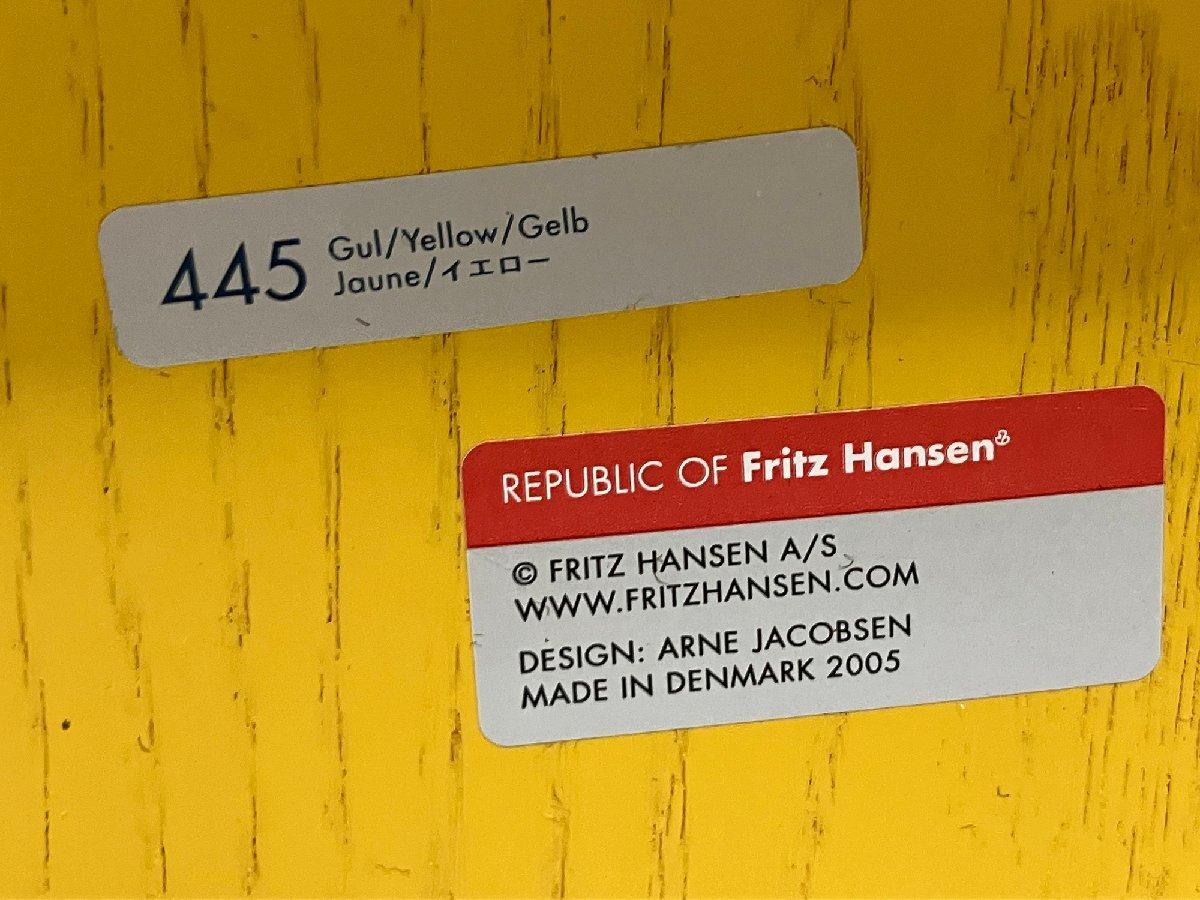 445
Gul/Yellow/Gelb
Jaune/イエロー
REPUBLIC OF Fritz Hansen
© FRITZ HANSEN A/S
WWW.FRITZHANSEN.COM
DESIGN: ARNE JACOBSEN
MADE IN DENMARK 2005